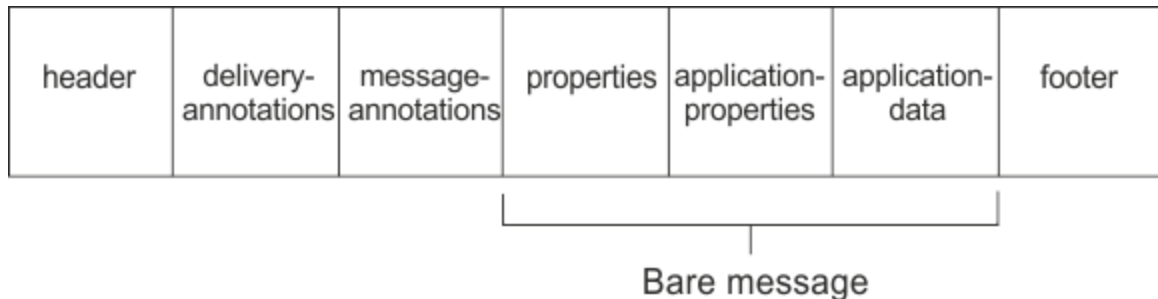 header
delivery-
annotations
message-
annotations
properties
application-
properties
application-
data
footer
Bare message